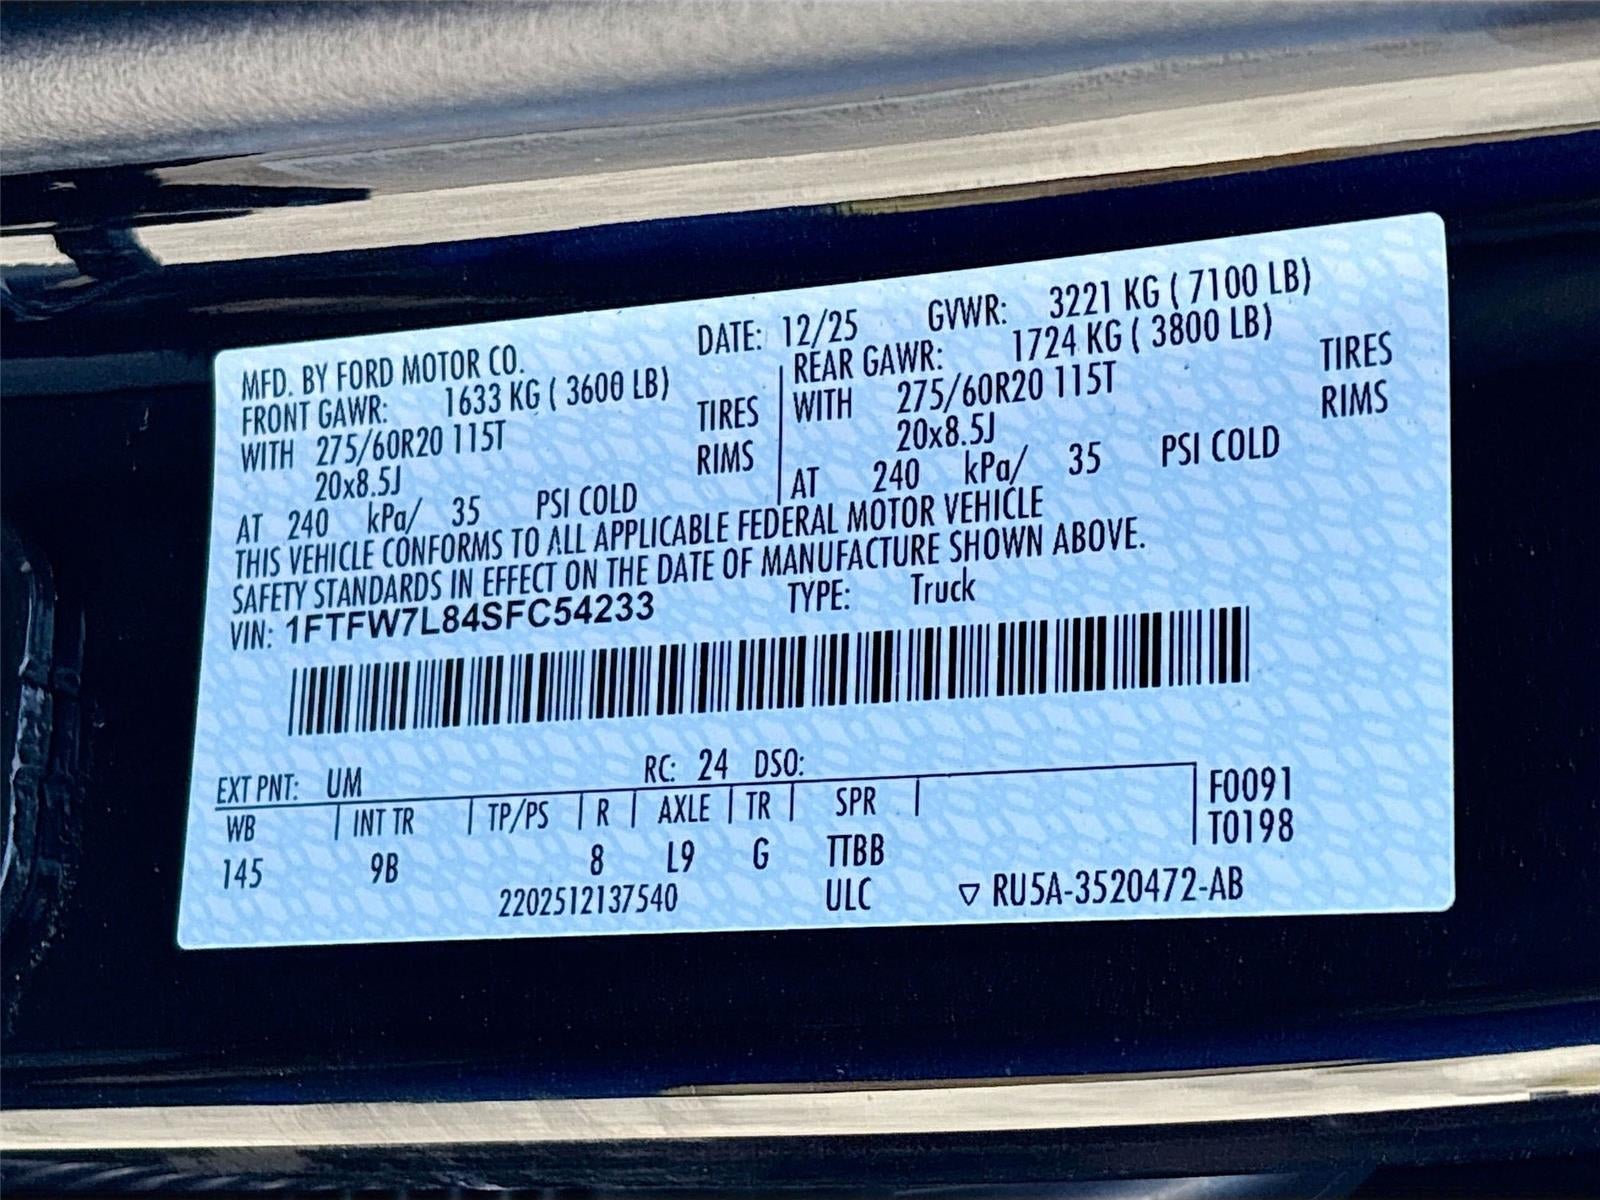 MFD. BY FORD MOTOR CO. DATE: 12/25 GVWR: 3221 KG ( 7100 LB)
FRONT GAWR: 1633 KG ( 3600 LB) REAR GAWR: 1724 KG ( 3800 LB)
WITH 275/60R20 115T TIRES WITH 275/60R20 115T TIRES
20x8.5J RIMS 20x8.5J RIMS
AT 240 kPa/ 35 PSI COLD AT 240 kPa/ 35 PSI COLD
THIS VEHICLE CONFORMS TO ALL APPLICABLE FEDERAL MOTOR VEHICLE
SAFETY STANDARDS IN EFFECT ON THE DATE OF MANUFACTURE SHOWN ABOVE.
VIN: 1FTFW7L84SFC54233 TYPE: Truck
EXT PNT: UM RC: 24 DSO:
WB INT TR TP/PS R AXLE TR SPR F0091
T0198
145 9B 8 L9 G TTBB
2202512137540 ULC ▽ RU5A-3520472-AB